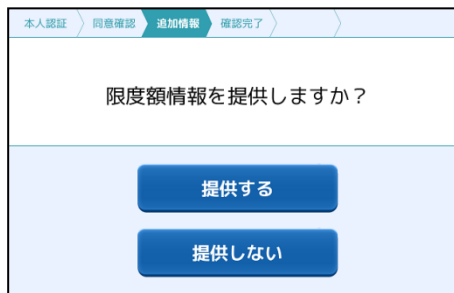 本人認証 同意確認 追加情報 確認完了
限度額情報を提供しますか？
提供する
提供しない